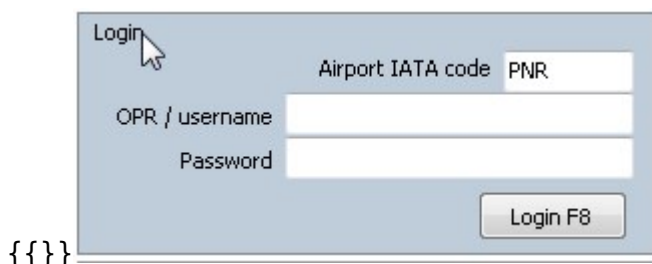 Login
Airport IATA code PNR
OPR / username
Password
Login F8
{{}}